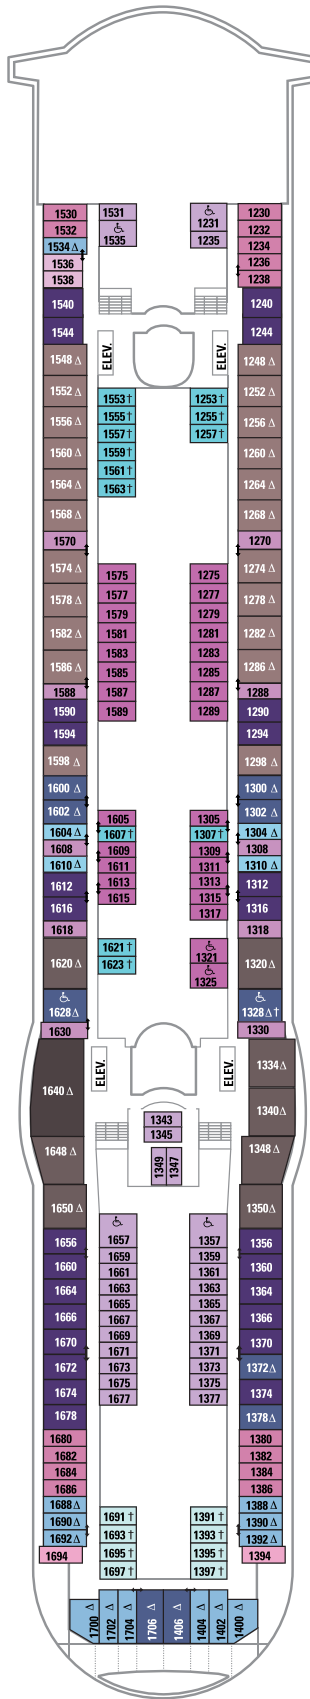 1530 1531 1230
♿ 1231
1532 1232
♿ 1535 1235
1534 Δ 1234
1536 1236
1538 1238
1540 1240
1544 1244
ELEV. ELEV.
1548 Δ 1248 Δ
1552 Δ 1553 † 1253 † 1252 Δ
1555 † 1255 †
1556 Δ 1557 † 1257 † 1256 Δ
1560 Δ 1559 † 1260 Δ
1561 †
1564 Δ 1563 † 1264 Δ
1568 Δ 1268 Δ
1570 1270
1574 Δ 1575 1275 1274 Δ
1577 1277
1578 Δ 1579 1279 1278 Δ
1582 Δ 1581 1281 1282 Δ
1583 1283
1586 Δ 1585 1285 1286 Δ
1588 1587 1287 1288
1590 1589 1289 1290
1594 1294
1598 Δ 1298 Δ
1600 Δ 1300 Δ
1602 Δ 1605 1305 1302 Δ
1604 Δ 1607 † 1307 † 1304 Δ
1608 1609 1309 1308
1610 Δ 1611 1311 1310 Δ
1612 1613 1313 1312
1615 1315
1616 1317 1316
1618 1318
1620 Δ 1621 † ♿ 1321 1320 Δ
1623 † ♿ 1325
♿ 1628 Δ ♿ 1328 Δ †
1630 1330
ELEV. ELEV.
1334 Δ
1640 Δ 1340 Δ
1343
1345
1648 Δ 1349 1347 1348 Δ
1650 Δ 1350 Δ
1656 ♿ 1657 ♿ 1357 1356
1659 1359
1660 1661 1361 1360
1664 1663 1363 1364
1665 1365
1666 1667 1367 1366
1670 1669 1369 1370
1671 1371
1672 1673 1373 1372 Δ
1674 1675 1375 1374
1678 1677 1377 1378 Δ
1680 1380
1682 1382
1684 1384
1686 1386
1688 Δ 1691 † 1391 † 1388 Δ
1690 Δ 1693 † 1393 † 1390 Δ
1692 Δ 1695 † 1395 † 1392 Δ
1694 1697 † 1397 † 1394
1700 Δ 1702 Δ 1704 Δ 1706 Δ 1406 Δ 1404 Δ 1402 Δ 1400 Δ